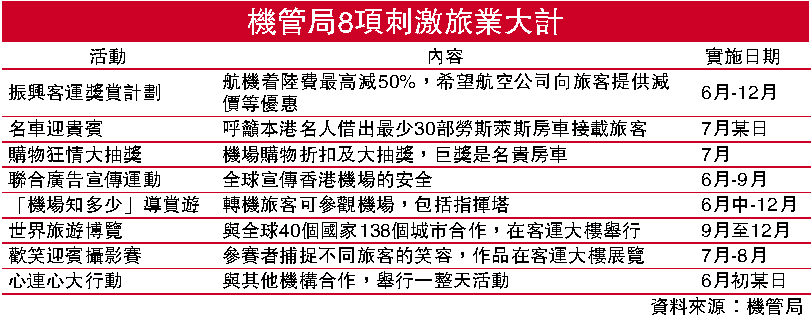 機管局8項刺激旅業大計
活動 內容 實施日期
振興客運獎賞計劃 航機着陸費最高減50%，希望航空公司向旅客提供減價等優惠 6月-12月
名車迎貴賓 呼籲本港名人借出最少30部勞斯萊斯房車接載旅客 7月某日
購物狂情大抽獎 機場購物折扣及大抽獎，巨獎是名貴房車 7月
聯合廣告宣傳運動 全球宣傳香港機場的安全 6月-9月
「機場知多少」導賞遊 轉機旅客可參觀機場，包括指揮塔 6月中-12月
世界旅遊博覽 與全球40個國家138個城市合作，在客運大樓舉行 9月至12月
歡笑迎賓攝影賽 參賽者捕捉不同旅客的笑容，作品在客運大樓展覽 7月-8月
心連心大行動 與其他機構合作，舉行一整天活動 6月初某日
資料來源：機管局